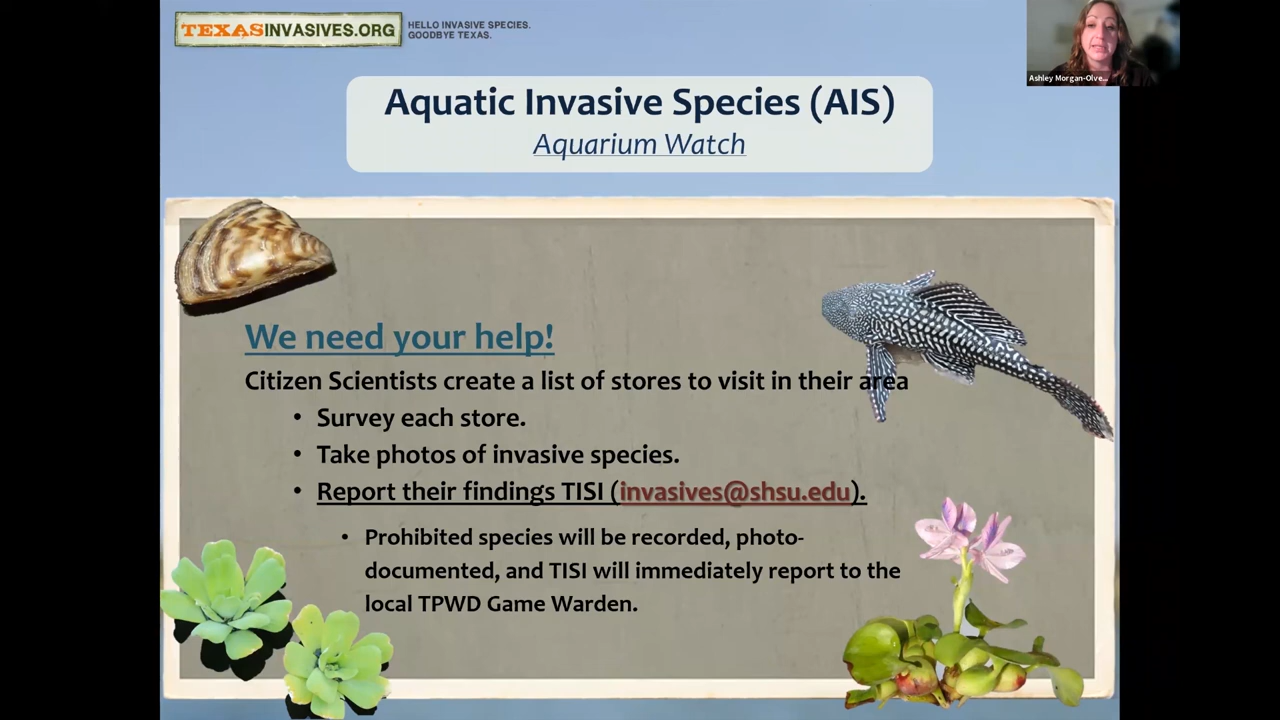 TEXASINVASIVES.ORG
HELLO INVASIVE SPECIES.
GOODBYE TEXAS.
Ashley Morgan-Olve...
Aquatic Invasive Species (AIS)
Aquarium Watch
We need your help!
Citizen Scientists create a list of stores to visit in their area
• Survey each store.
• Take photos of invasive species.
• Report their findings TISI (invasives@shsu.edu).
• Prohibited species will be recorded, photo-
documented, and TISI will immediately report to the
local TPWD Game Warden.